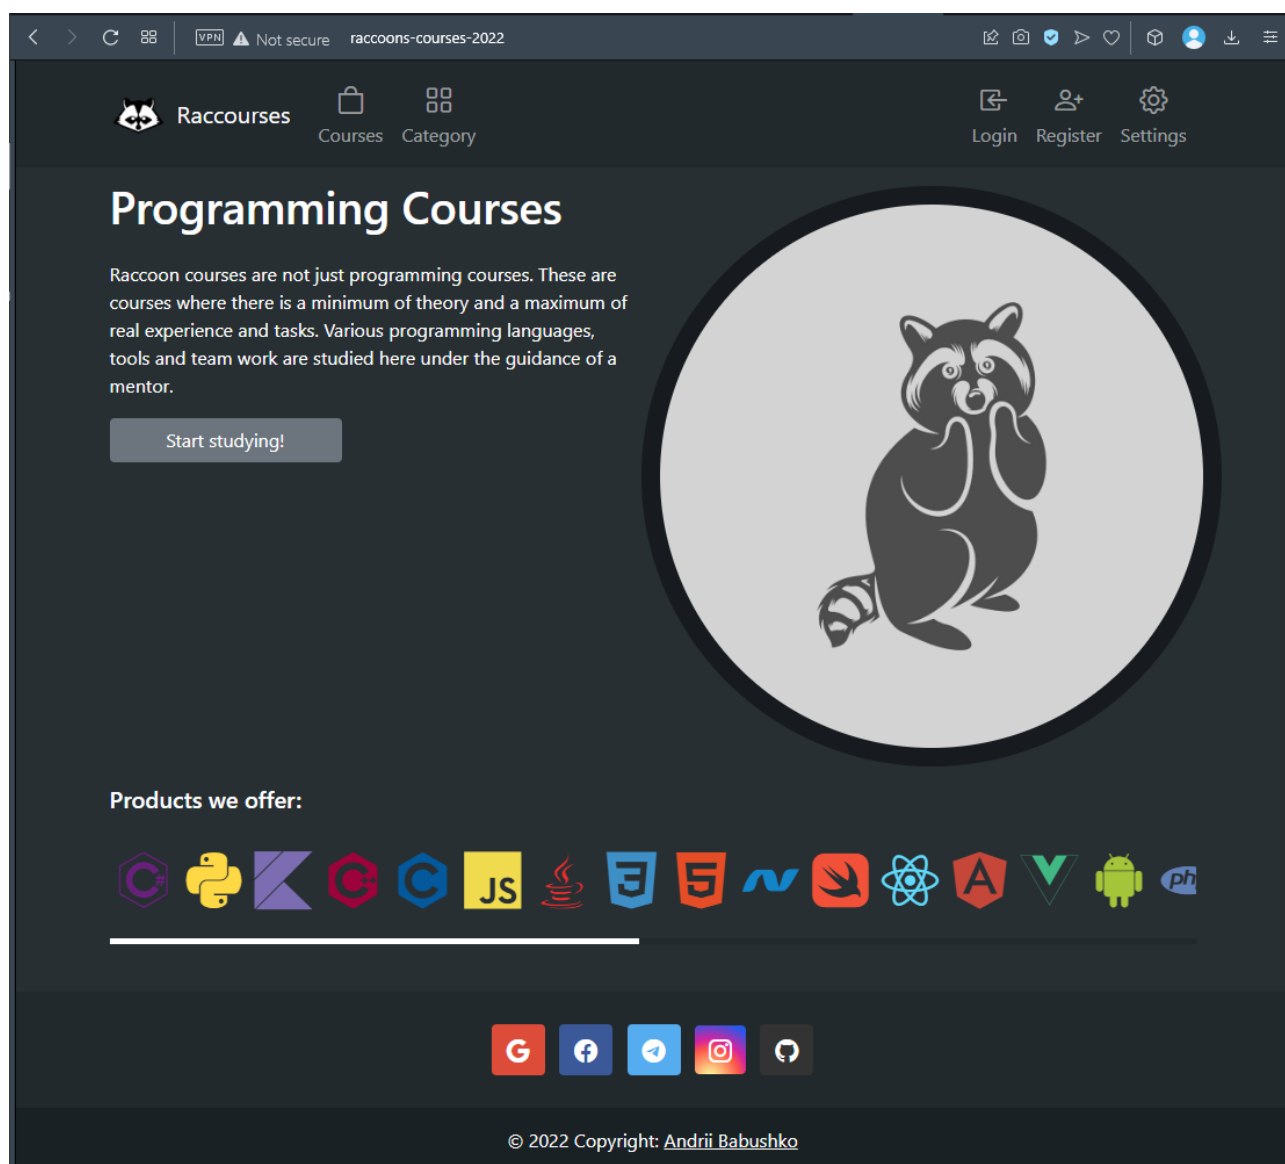 VPN Not secure raccoons-courses-2022
Raccourses
Courses Category
Login Register Settings
Programming Courses
Raccoon courses are not just programming courses. These are
courses where there is a minimum of theory and a maximum of
real experience and tasks. Various programming languages,
tools and team work are studied here under the guidance of a
mentor.
Start studying!
Products we offer:
C# C++ C JS 3 5 A php
© 2022 Copyright: Andrii Babushko